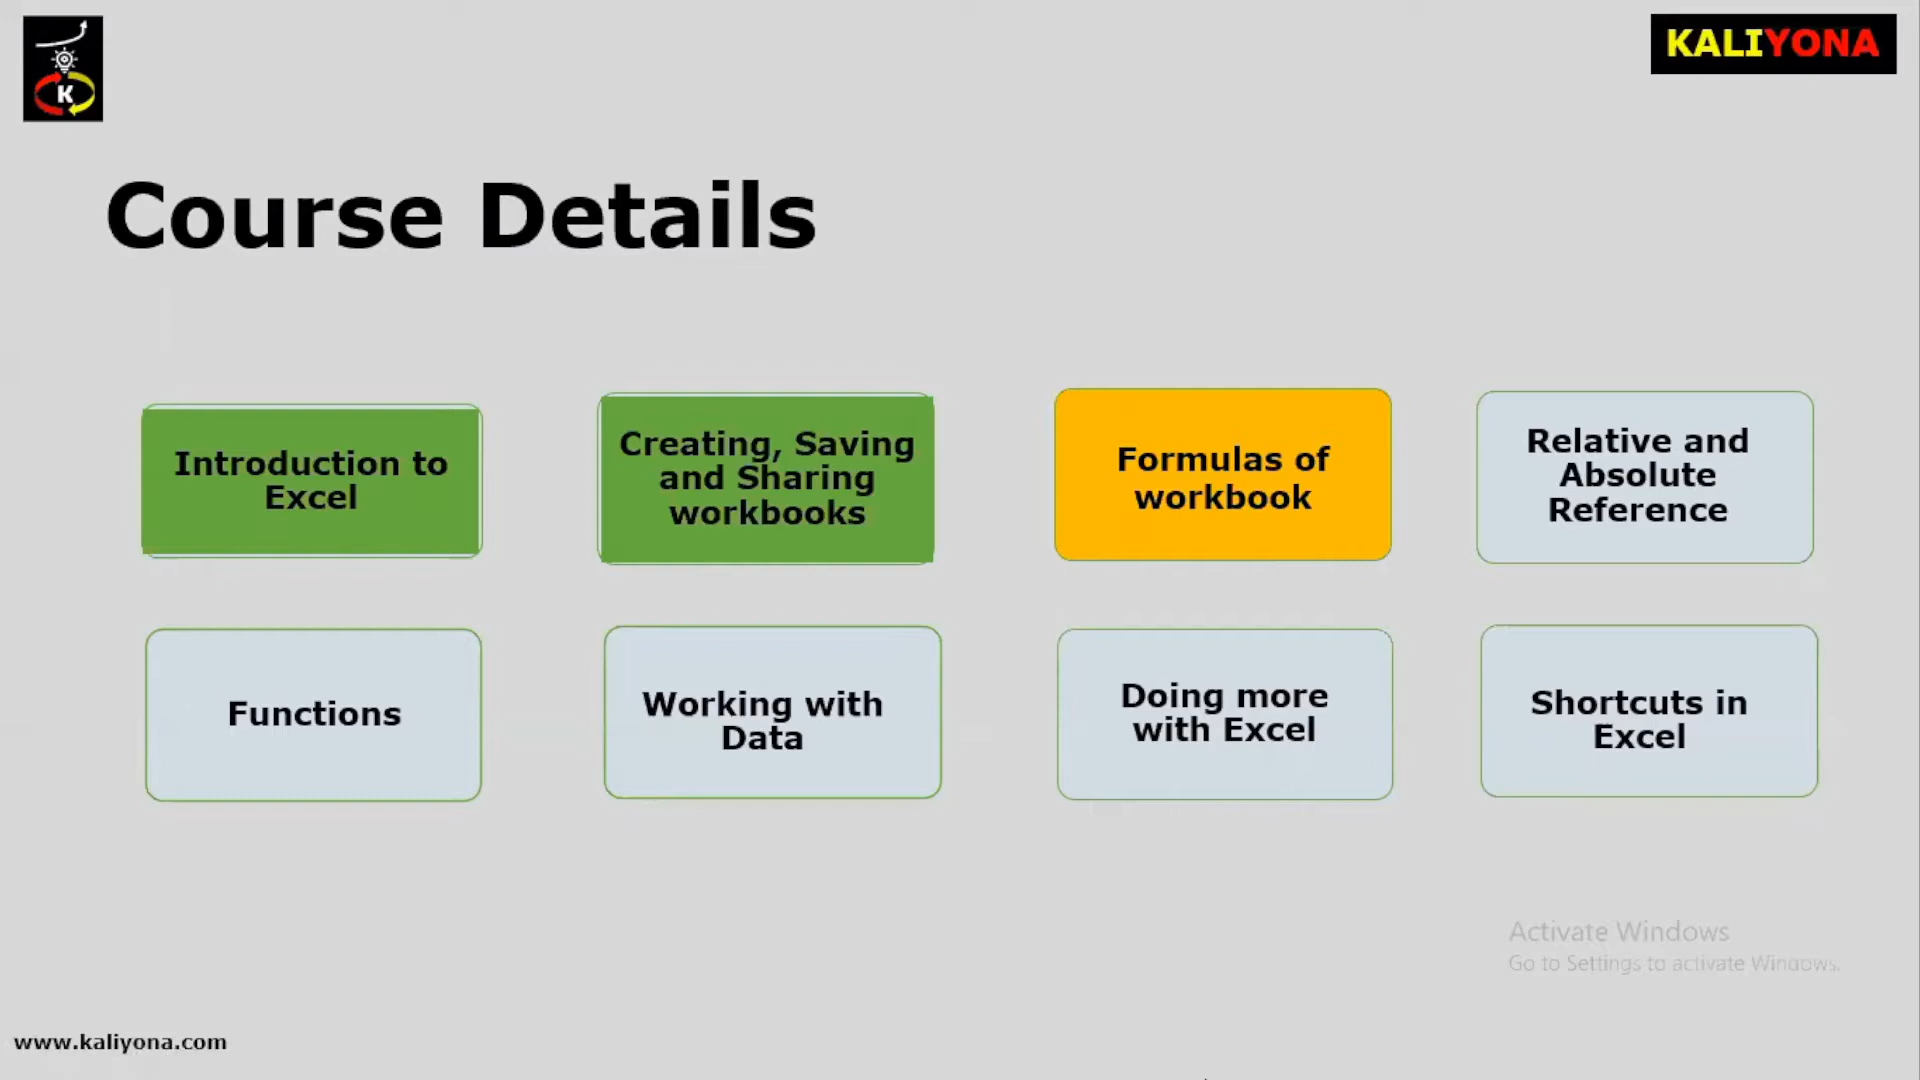 K
KALIYONA
Course Details
Introduction to
Excel
Creating, Saving
and Sharing
workbooks
Formulas of
workbook
Relative and
Absolute
Reference
Functions
Working with
Data
Doing more
with Excel
Shortcuts in
Excel
Activate Windows
Go to Settings to activate Windows.
www.kaliyona.com